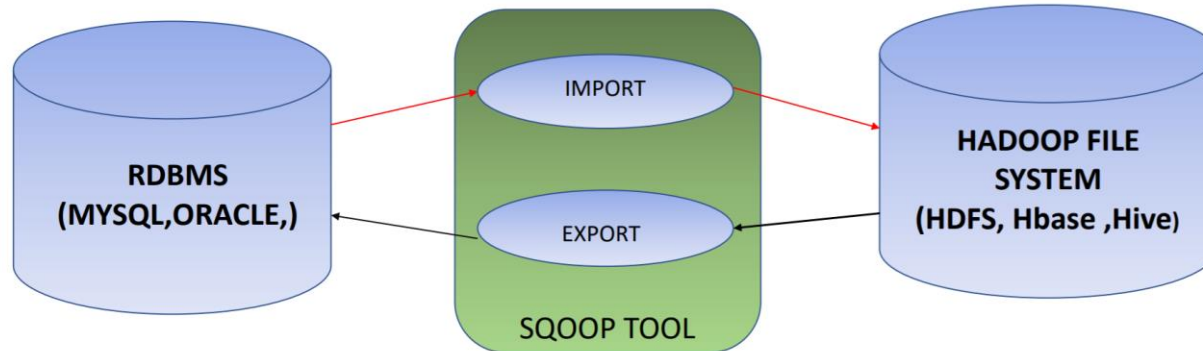 RDBMS
(MYSQL,ORACLE,)
IMPORT
EXPORT
SQOOP TOOL
HADOOP FILE
SYSTEM
(HDFS, Hbase ,Hive)